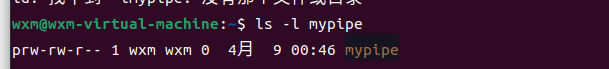 wxm@wxm-virtual-machine:~$ ls -l mypipe
prw-rw-r-- 1 wxm wxm 0  4月  9 00:46 mypipe